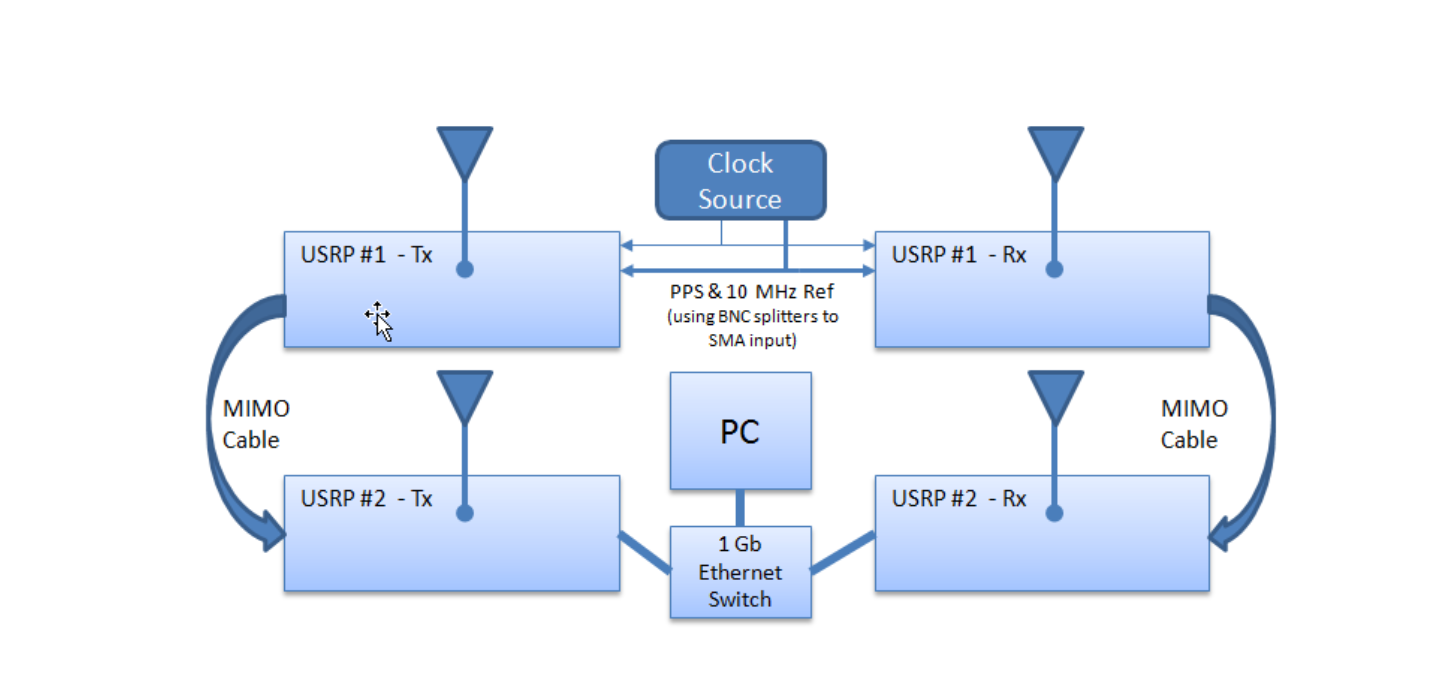 Clock
Source
USRP #1 - Tx
USRP #1 - Rx
PPS & 10 MHz Ref
(using BNC splitters to
SMA input)
MIMO
Cable
PC
MIMO
Cable
USRP #2 - Tx
USRP #2 - Rx
1 Gb
Ethernet
Switch